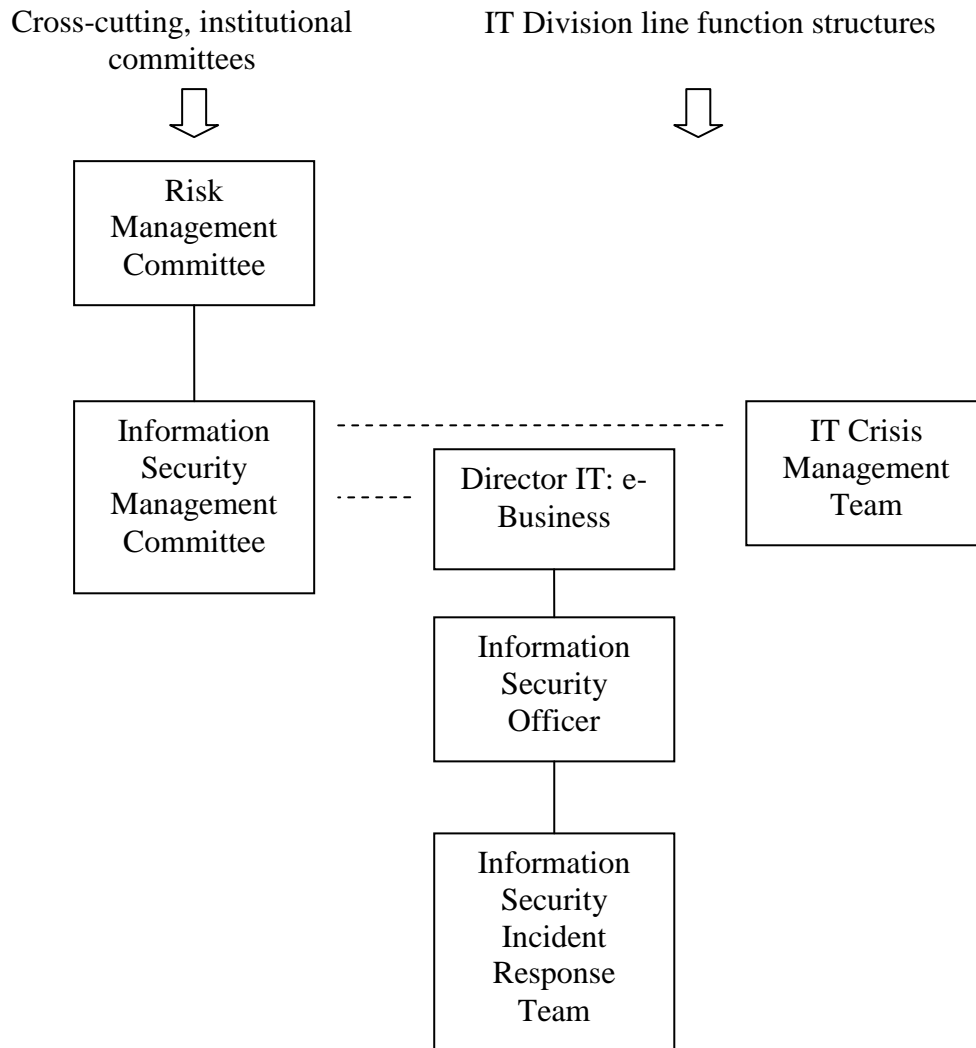 Cross-cutting, institutional
committees
IT Division line function structures
Risk
Management
Committee
Information
Security
Management
Committee
Director IT: e-
Business
IT Crisis
Management
Team
Information
Security
Officer
Information
Security
Incident
Response
Team